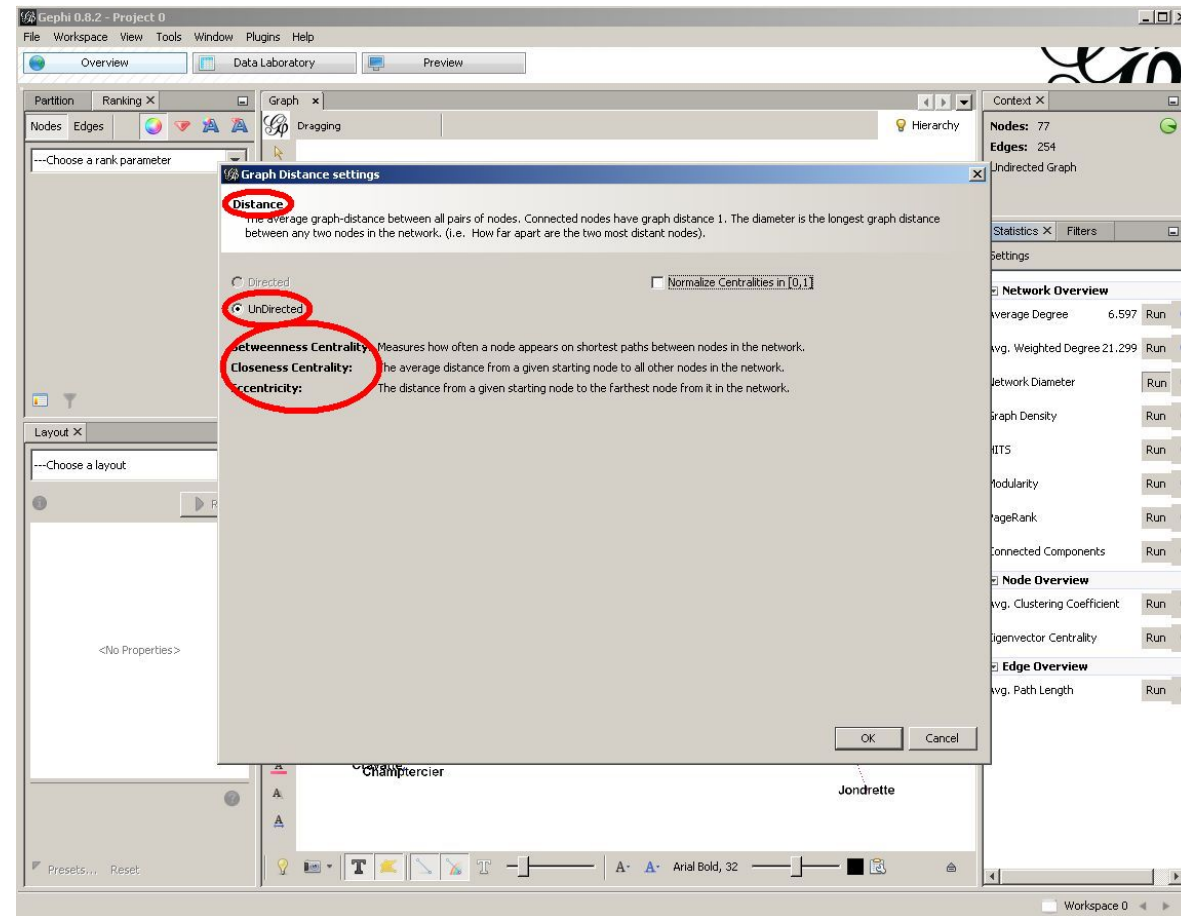 Gephi 0.8.2 - Project 0
File Workspace View Tools Window Plugins Help
Overview Data Laboratory Preview
Partition Ranking
Nodes Edges
---Choose a rank parameter
Graph
Dragging
Hierarchy
Context
Nodes: 77
Edges: 254
Undirected Graph
Graph Distance settings
Distance
The average graph-distance between all pairs of nodes. Connected nodes have graph distance 1. The diameter is the longest graph distance
between any two nodes in the network. (i.e. How far apart are the two most distant nodes).
Directed
Normalize Centralities in [0,1]
UnDirected
Betweenness Centrality: Measures how often a node appears on shortest paths between nodes in the network.
Closeness Centrality: The average distance from a given starting node to all other nodes in the network.
Eccentricity: The distance from a given starting node to the farthest node from it in the network.
OK Cancel
Statistics Filters
Settings
Network Overview
Average Degree 6.597 Run
Avg. Weighted Degree 21.299 Run
Network Diameter Run
Graph Density Run
HITS Run
Modularity Run
PageRank Run
Connected Components Run
Node Overview
Avg. Clustering Coefficient Run
Eigenvector Centrality Run
Edge Overview
Avg. Path Length Run
Layout
---Choose a layout
<No Properties>
Presets... Reset
Champtercier
Jondrette
Arial Bold, 32
Workspace 0